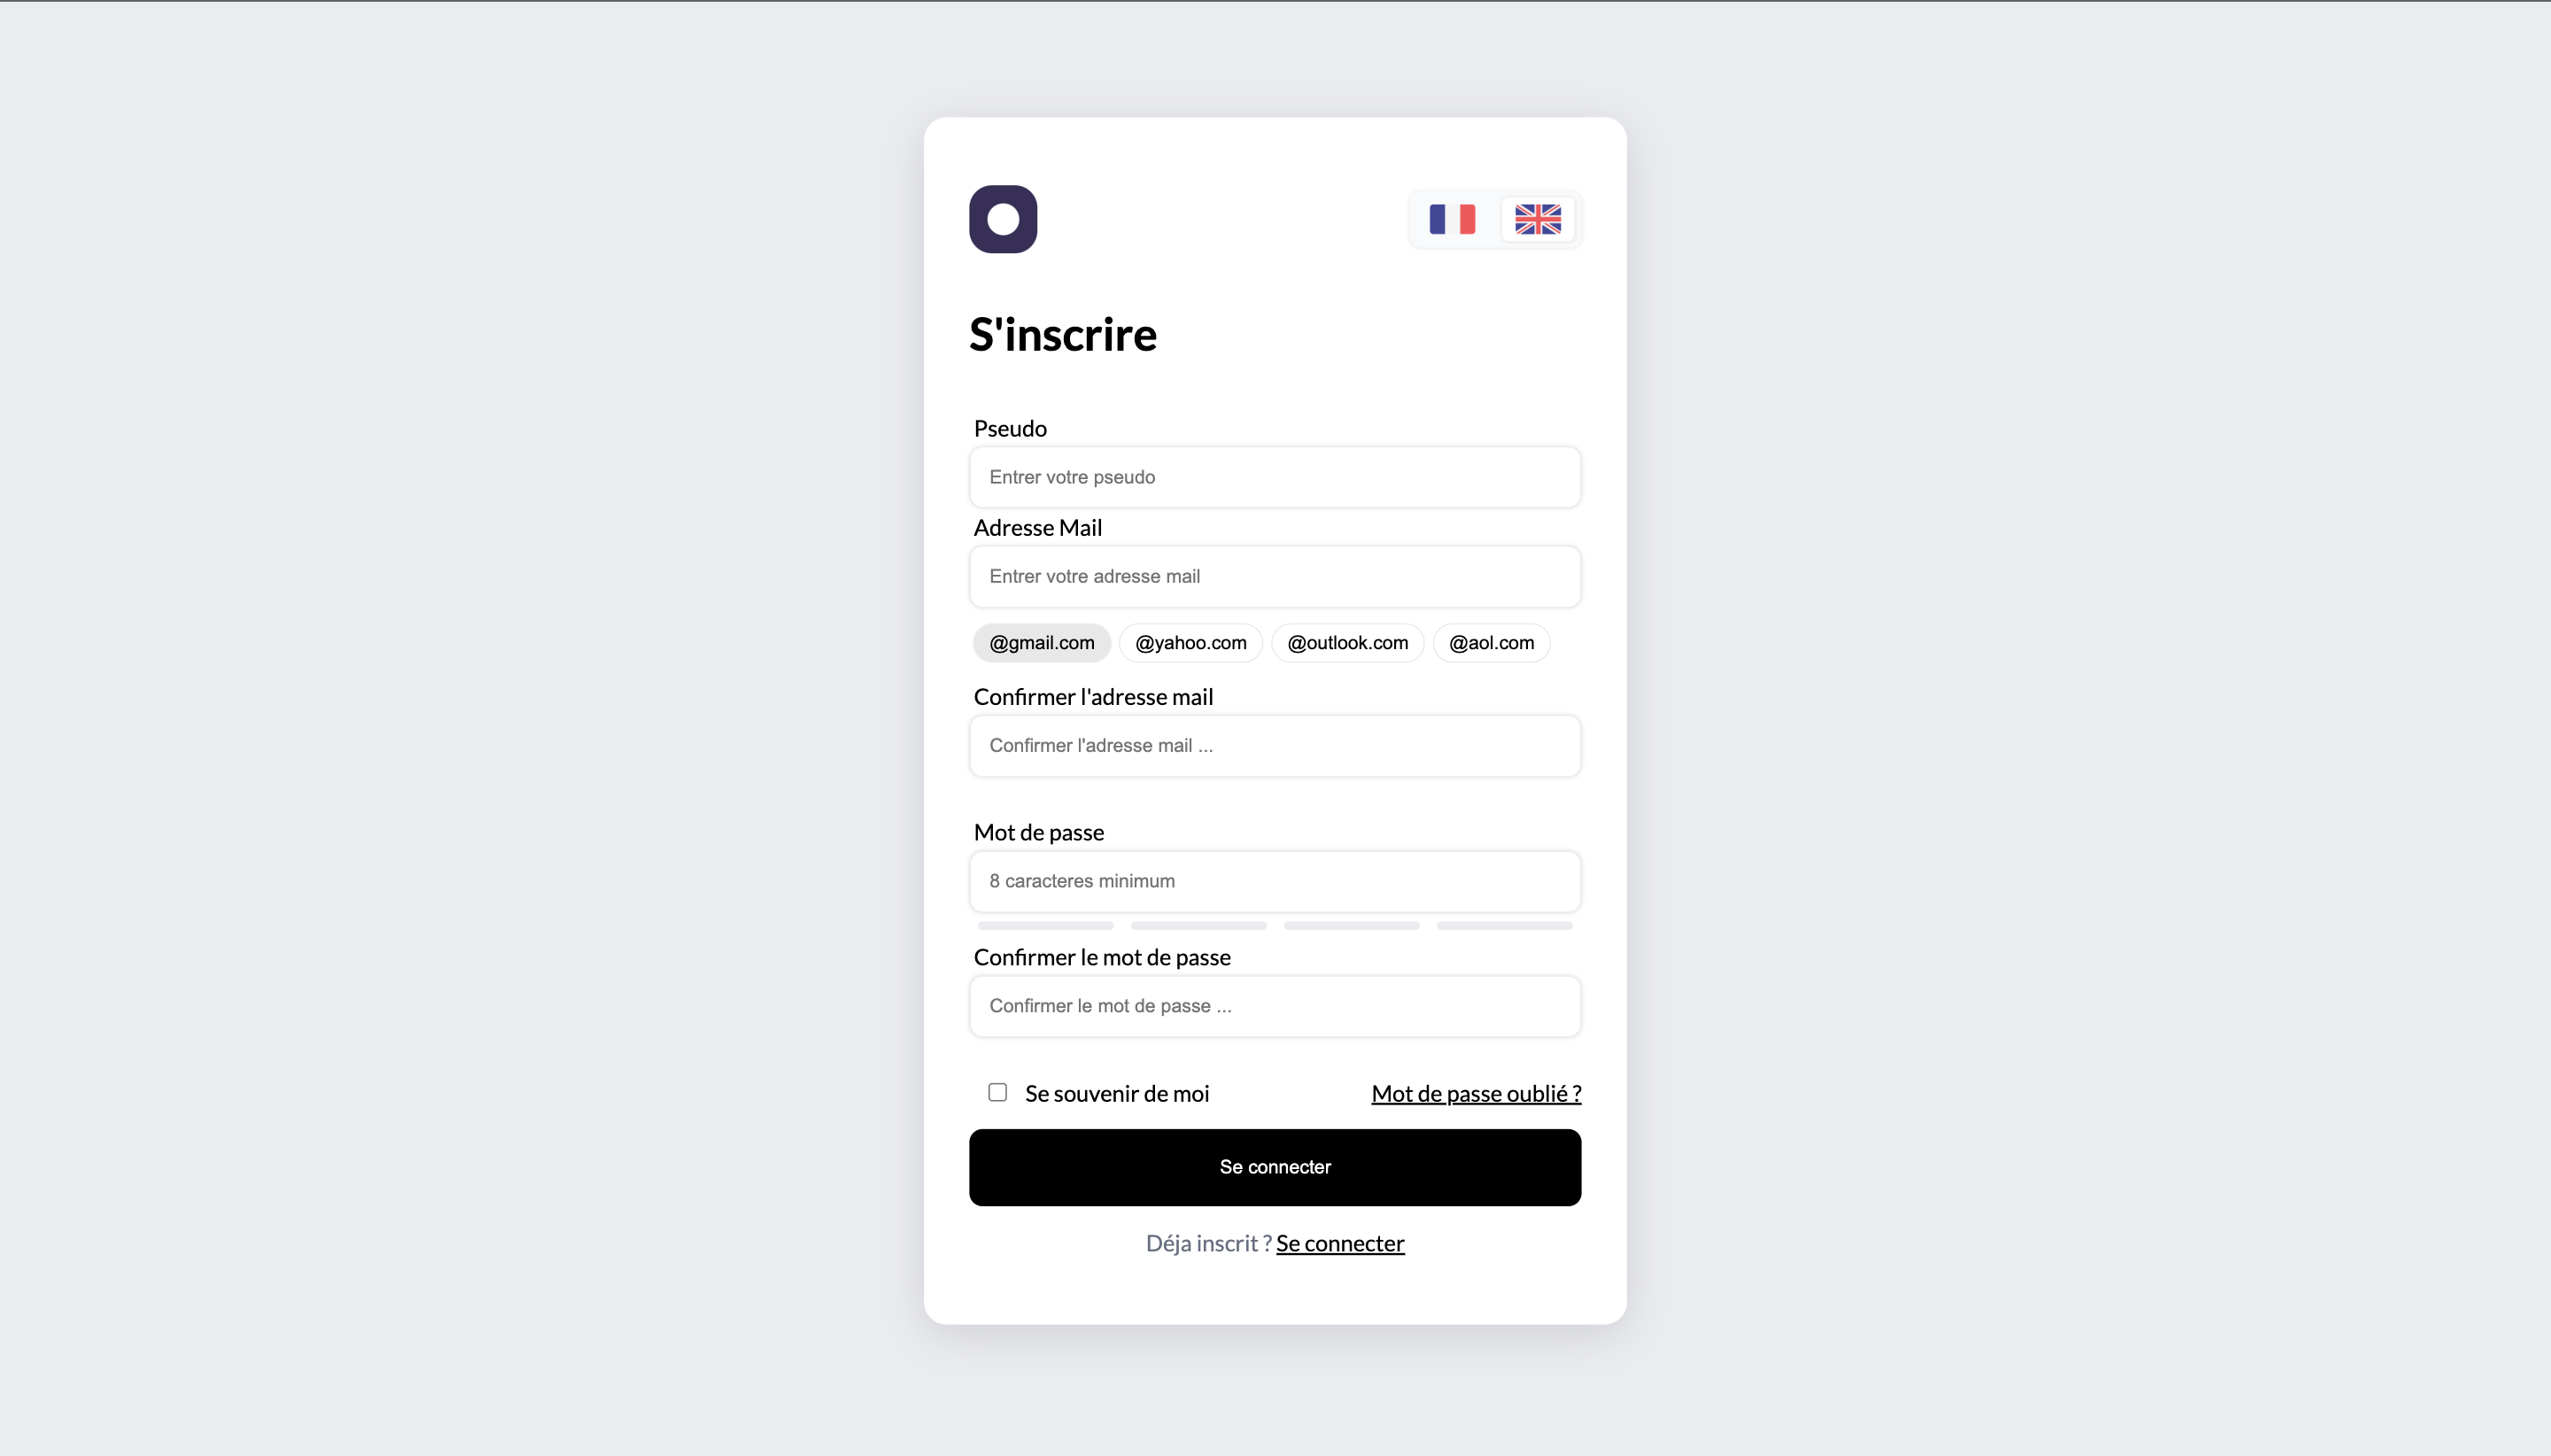 S'inscrire
Pseudo
Entrer votre pseudo
Adresse Mail
Entrer votre adresse mail
@gmail.com @yahoo.com @outlook.com @aol.com
Confirmer l'adresse mail
Confirmer l'adresse mail ...
Mot de passe
8 caracteres minimum
Confirmer le mot de passe
Confirmer le mot de passe ...
Se souvenir de moi Mot de passe oublié ?
Se connecter
Déja inscrit ? Se connecter